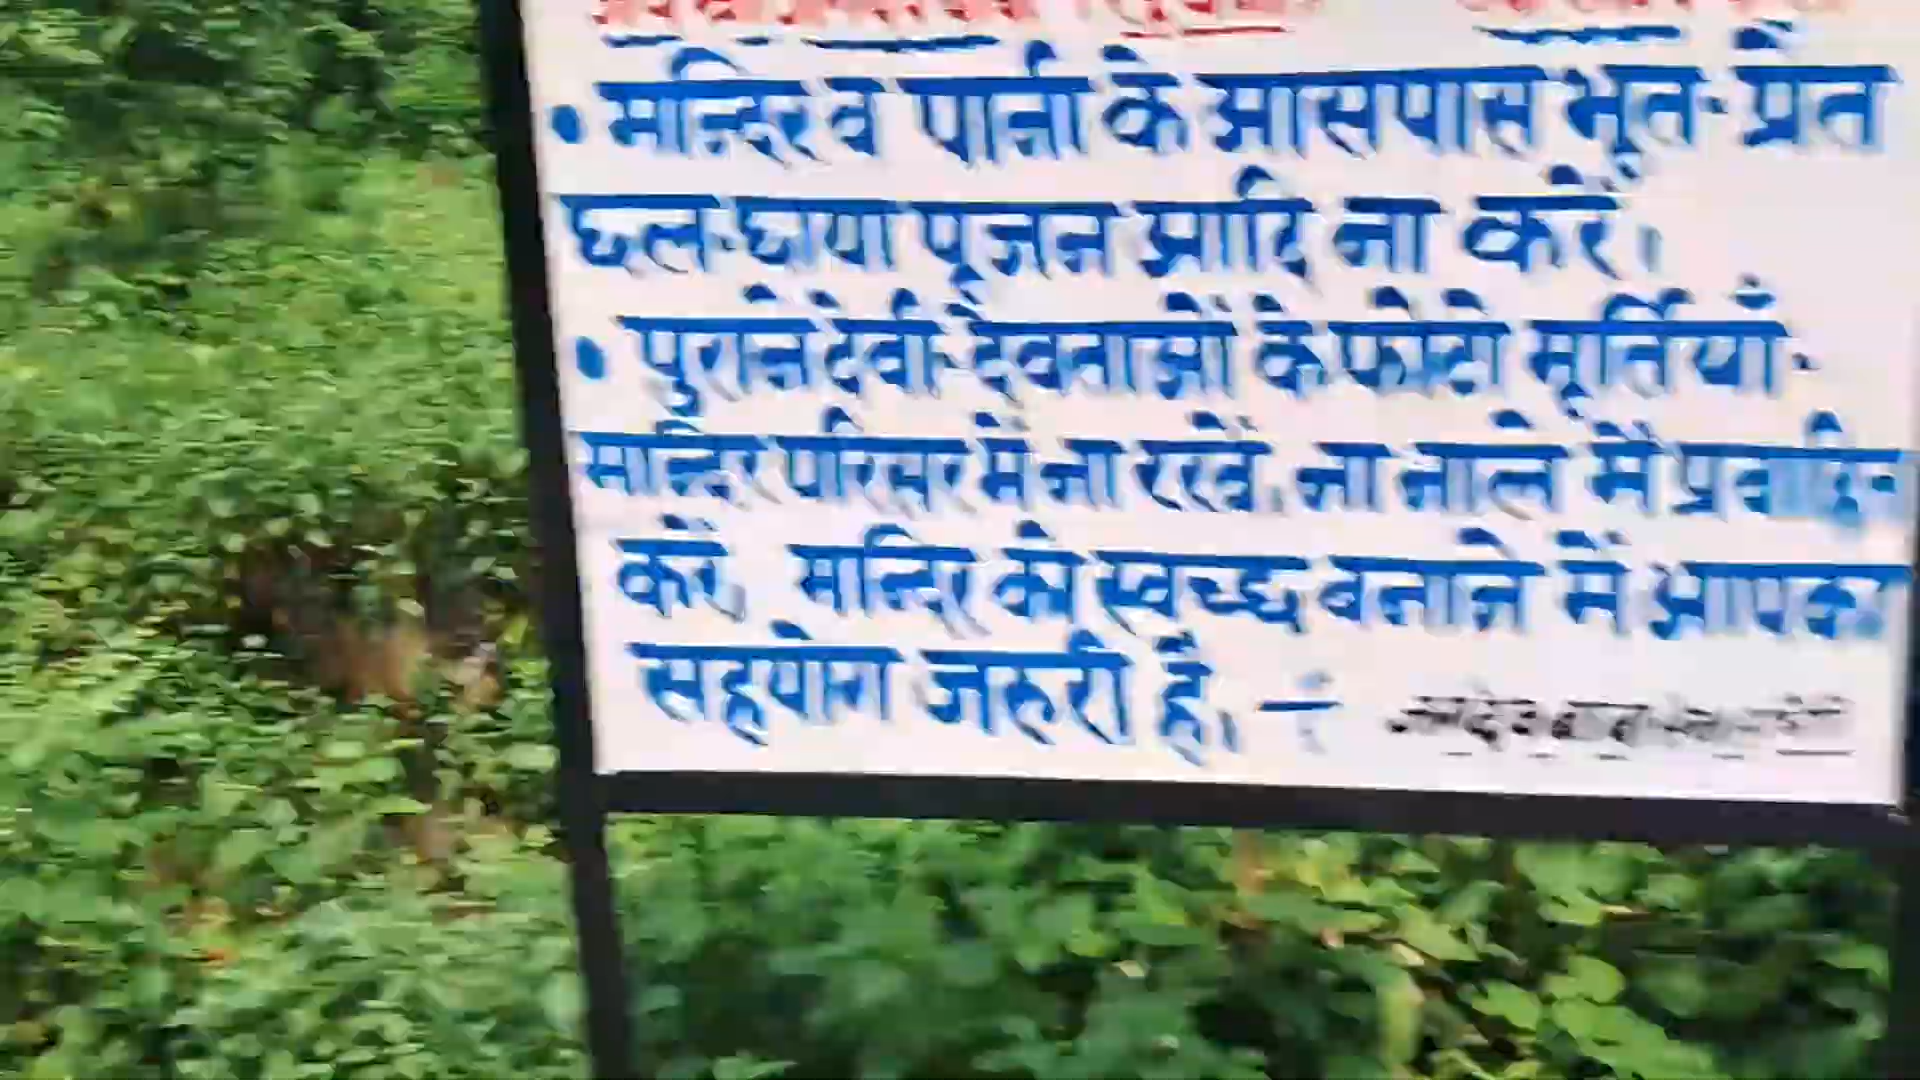 • मन्दिर व पानी के आसपास भूत-प्रेत
छल-छाया पूजन आदि ना करें।
• पुराने देवी-देवताओं के फोटो मूर्तियाँ-
मन्दिर परिसर में ना रखें, ना नाले में प्रवाहित
करें, मन्दिर को स्वच्छ बनाने में आपका
सहयोग जरुरी है।